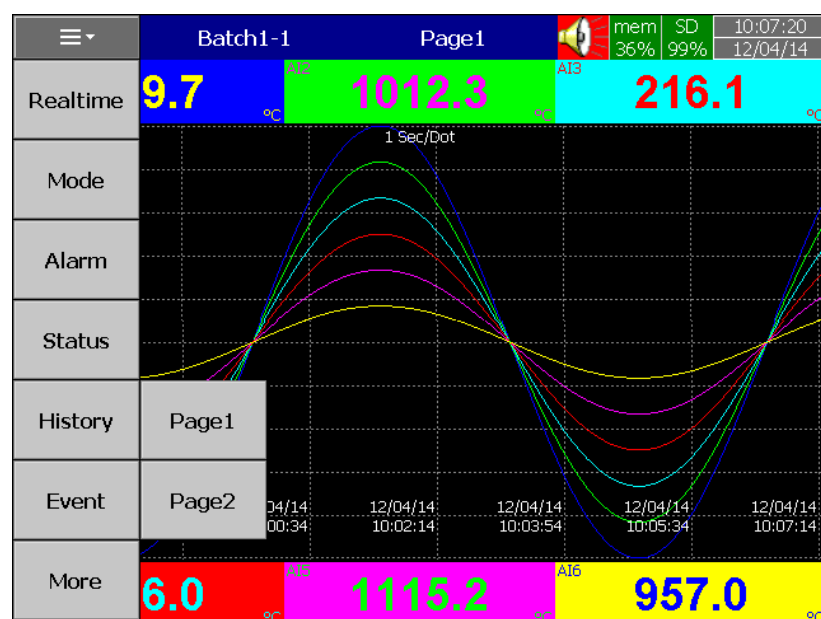 Batch1-1 Page1 mem SD 10:07:20
36% 99% 12/04/14
Realtime
9.7 °C
AI2 1012.3 °C
AI3 216.1 °C
1 Sec/Dot
Mode
Alarm
Status
History Page1
Event Page2
04/14 12/04/14 12/04/14 12/04/14 12/04/14
00:34 10:02:14 10:03:54 10:05:34 10:07:14
More
6.0 °C
AI5 1115.2 °C
AI6 957.0 °C